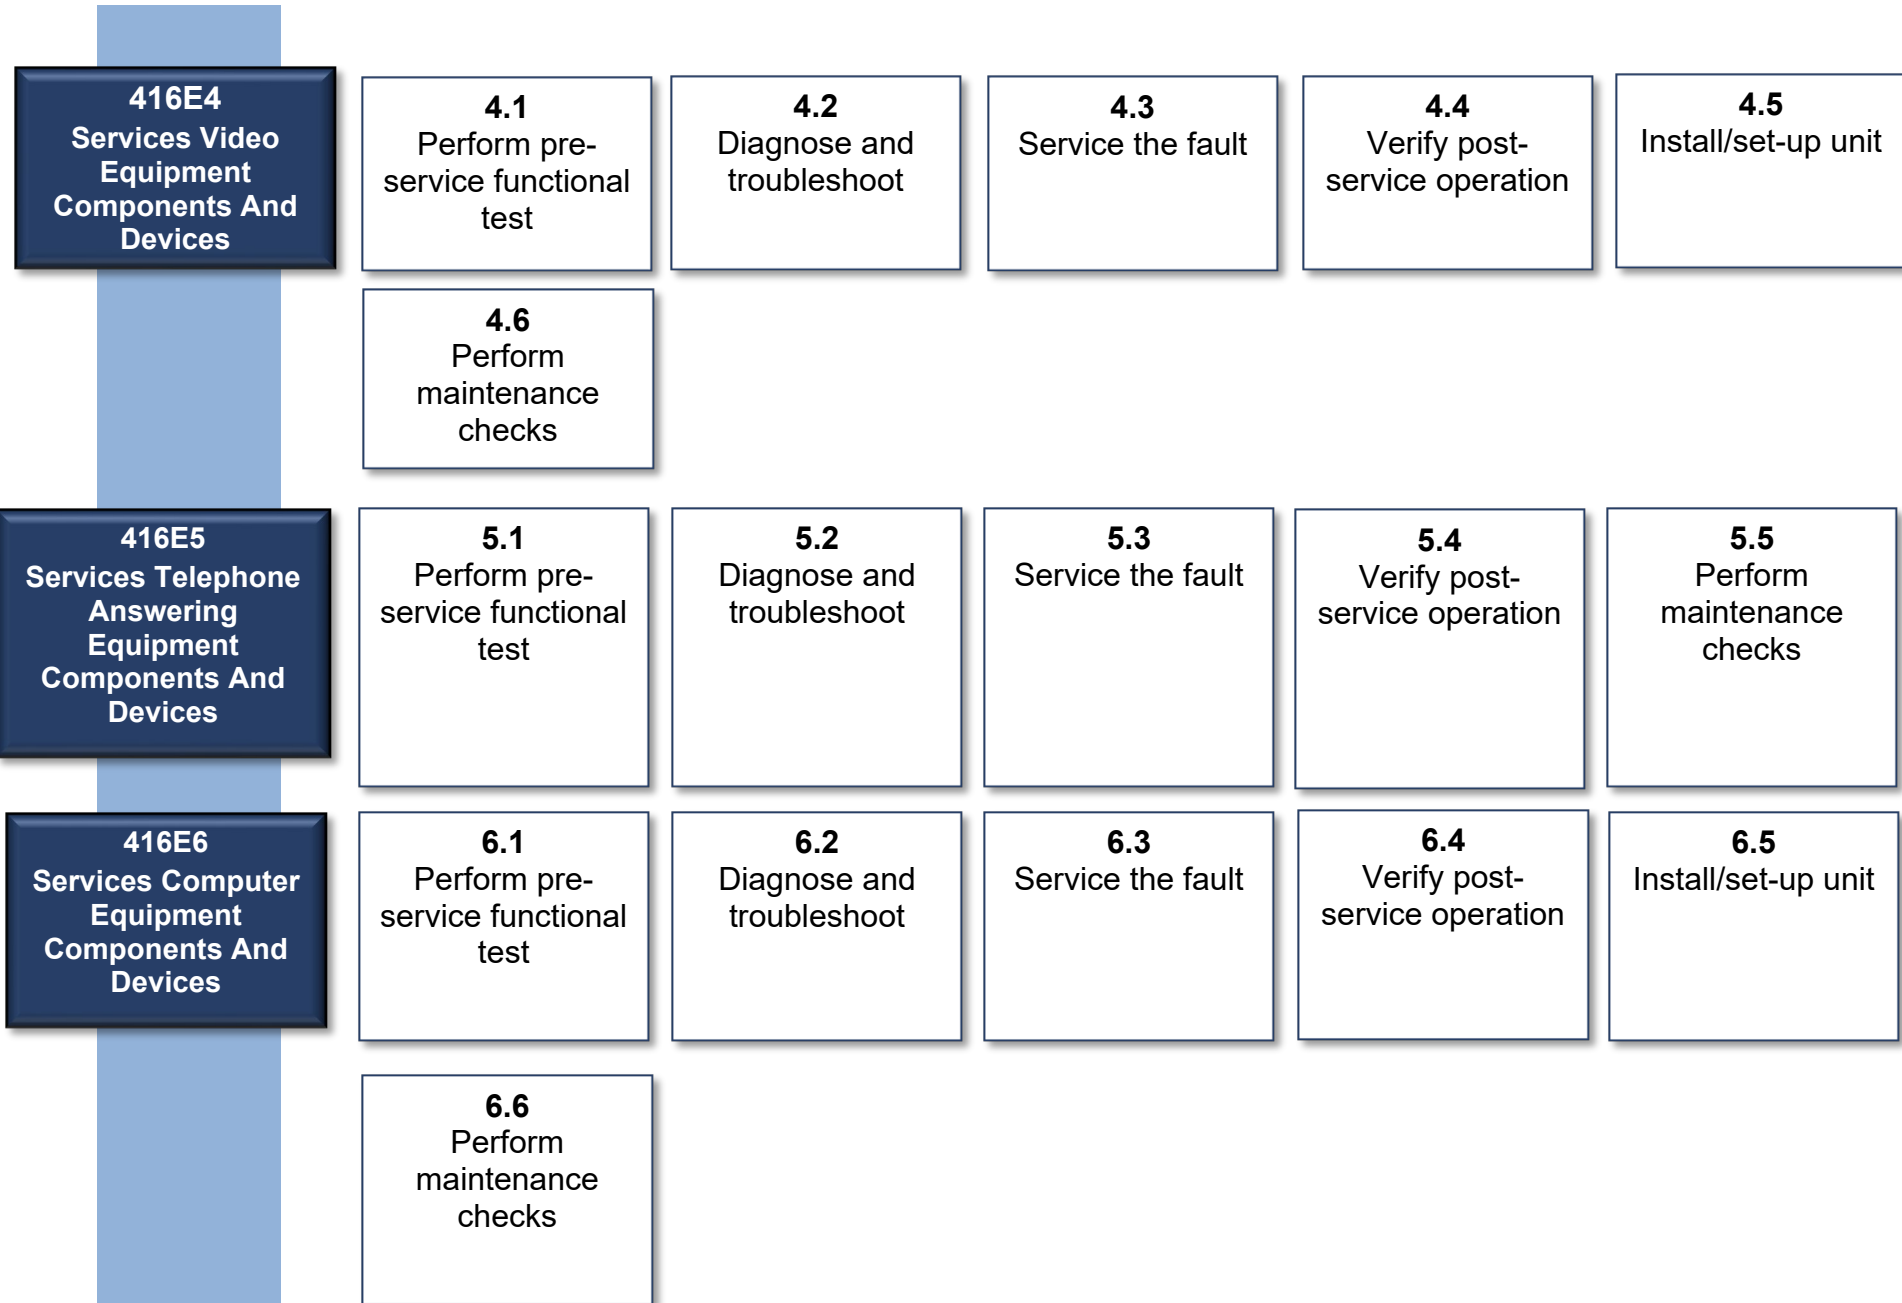 416E4
Services Video
Equipment
Components And
Devices
4.1
Perform pre-
service functional
test
4.2
Diagnose and
troubleshoot
4.3
Service the fault
4.4
Verify post-
service operation
4.5
Install/set-up unit
4.6
Perform
maintenance
checks
416E5
Services Telephone
Answering
Equipment
Components And
Devices
5.1
Perform pre-
service functional
test
5.2
Diagnose and
troubleshoot
5.3
Service the fault
5.4
Verify post-
service operation
5.5
Perform
maintenance
checks
416E6
Services Computer
Equipment
Components And
Devices
6.1
Perform pre-
service functional
test
6.2
Diagnose and
troubleshoot
6.3
Service the fault
6.4
Verify post-
service operation
6.5
Install/set-up unit
6.6
Perform
maintenance
checks